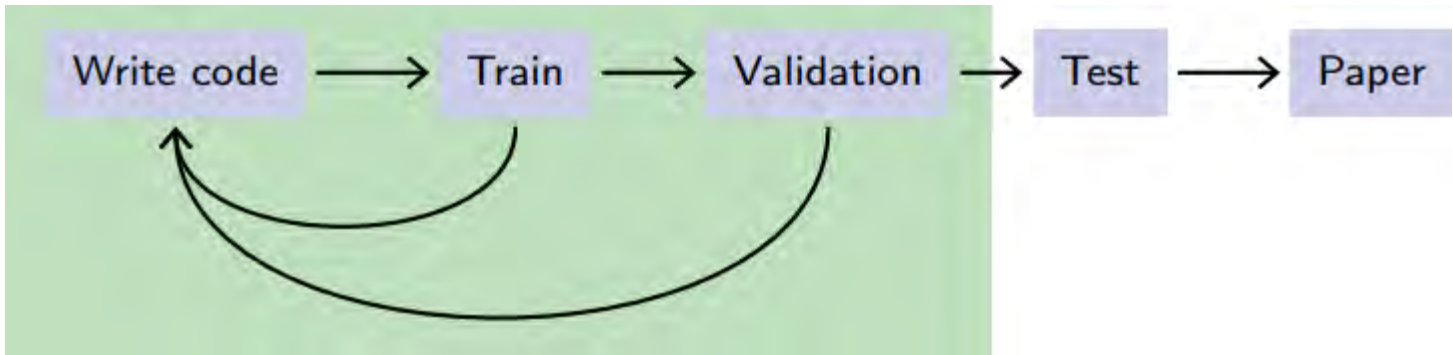 Write code
Train
Validation
Test
Paper